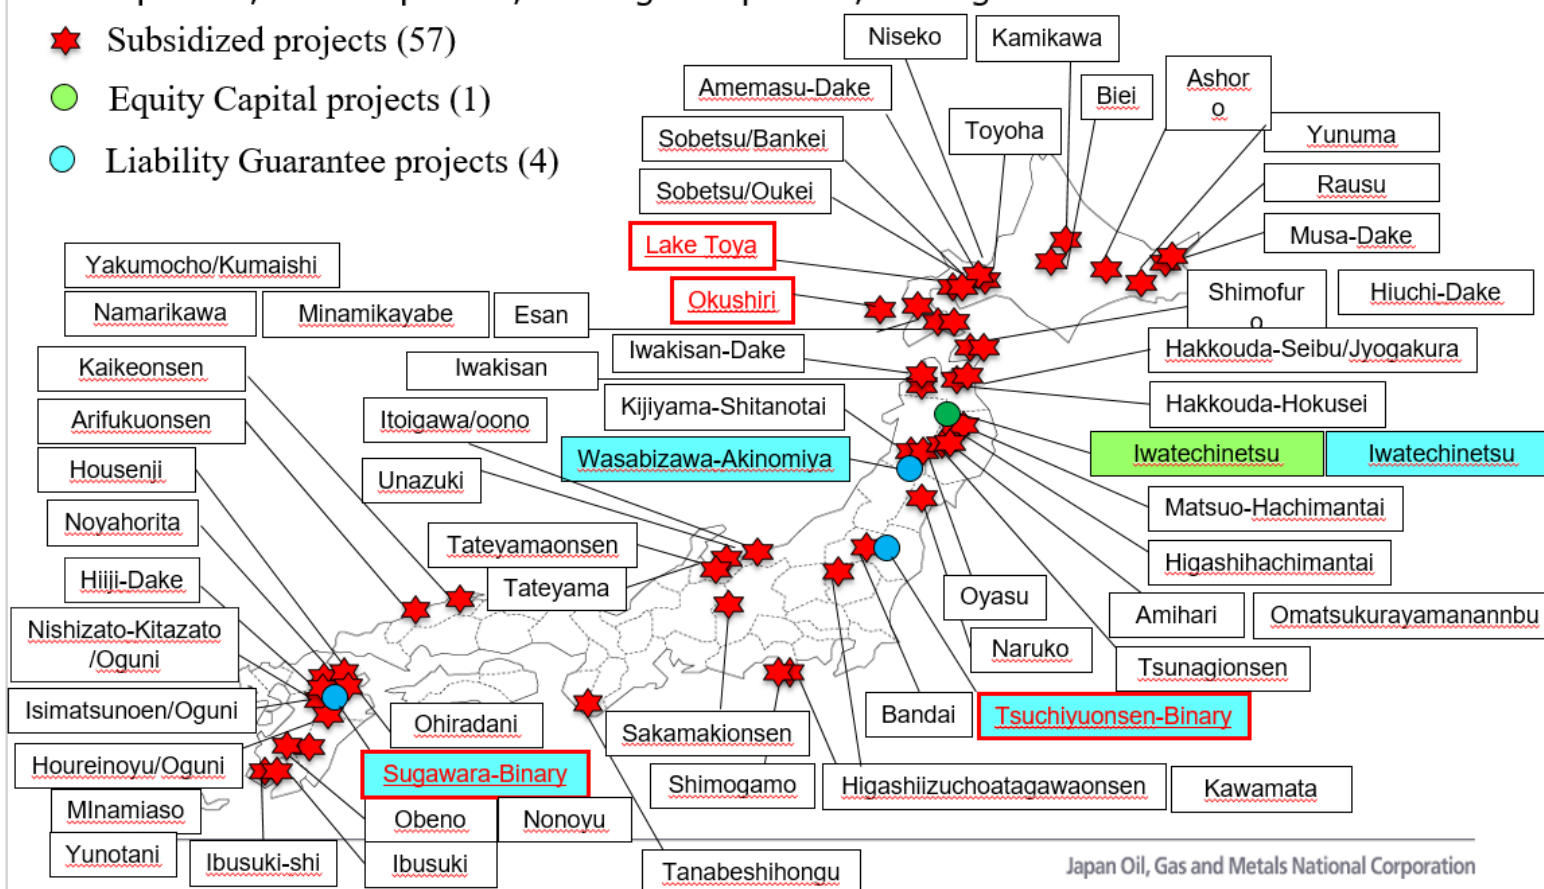 Subsidized projects (57)
Equity Capital projects (1)
Liability Guarantee projects (4)
Niseko
Kamikawa
Amemasu-Dake
Biei
Ashor
o
Toyoha
Sobetsu/Bankei
Yunuma
Sobetsu/Oukei
Rausu
Lake Toya
Musa-Dake
Yakumocho/Kumaishi
Okushiri
Shimofur
o
Hiuchi-Dake
Namarikawa
Minamikayabe
Esan
Iwakisan-Dake
Hakkouda-Seibu/Jyogakura
Kaikeonsen
Iwakisan
Kijiyama-Shitanotai
Hakkouda-Hokusei
Arifukuonsen
Itoigawa/oono
Wasabizawa-Akinomiya
Iwatechinetsu
Iwatechinetsu
Housenji
Unazuki
Matsuo-Hachimantai
Noyahorita
Tateyamaonsen
Higashihachimantai
Hiiji-Dake
Tateyama
Oyasu
Amihari
Omatsukurayamanannbu
Nishizato-Kitazato
/Oguni
Naruko
Tsunagionsen
Isimatsunoen/Oguni
Ohiradani
Sakamakionsen
Bandai
Tsuchiyuonsen-Binary
Houreinoyu/Oguni
Sugawara-Binary
Shimogamo
Higashiizuchoatagawaonsen
Kawamata
MInamiaso
Obeno
Nonoyu
Yunotani
Ibusuki-shi
Ibusuki
Tanabeshihongu
Japan Oil, Gas and Metals National Corporation